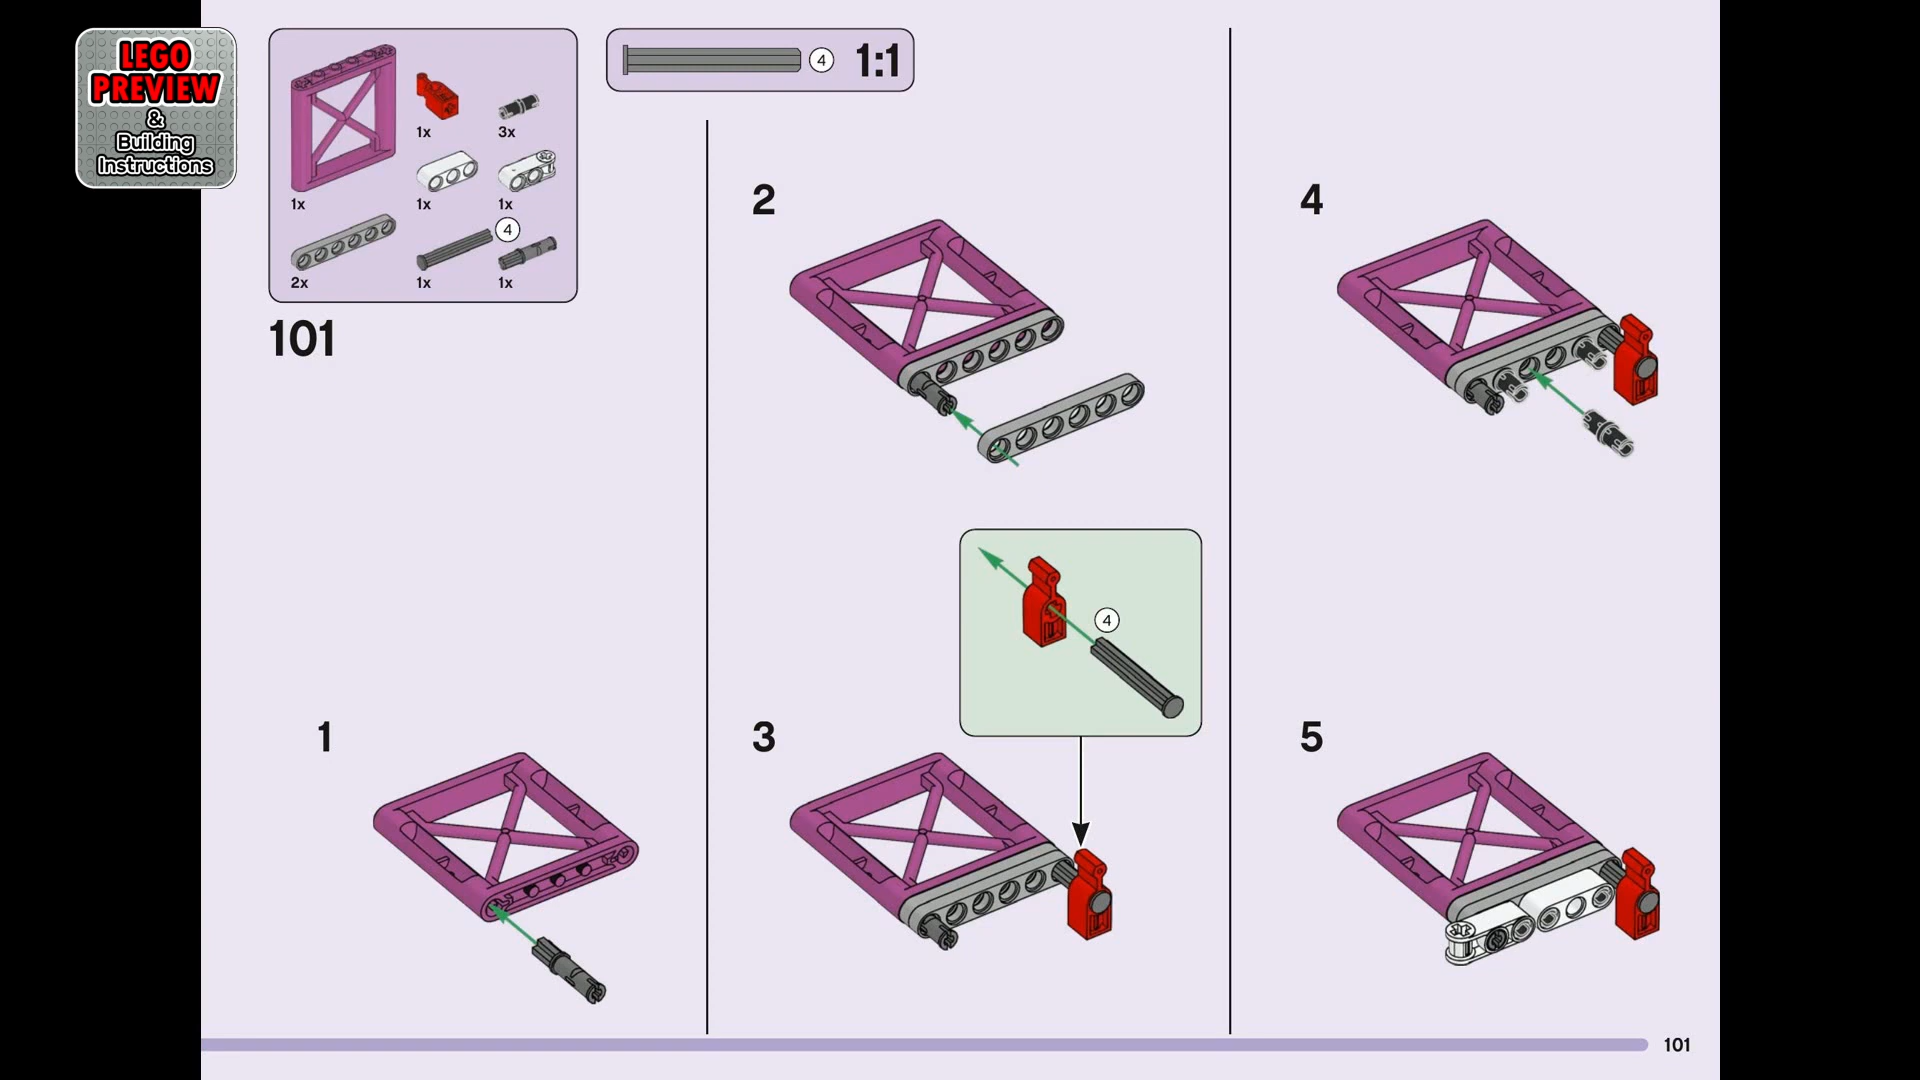 LEGO
PREVIEW
&
Building
Instructions
1x
3x
1x
1x
1x
4
2x
1x
1x
4
1:1
101
1
2
3
4
4
5
101